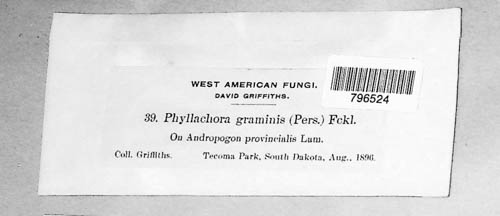 WEST AMERICAN FUNGI.
DAVID GRIFFITHS.
796524
39. Phyllachora graminis (Pers.) Fckl.
On Andropogon provincialis Lam.
Coll. Griffiths. Tecoma Park, South Dakota, Aug., 1896.